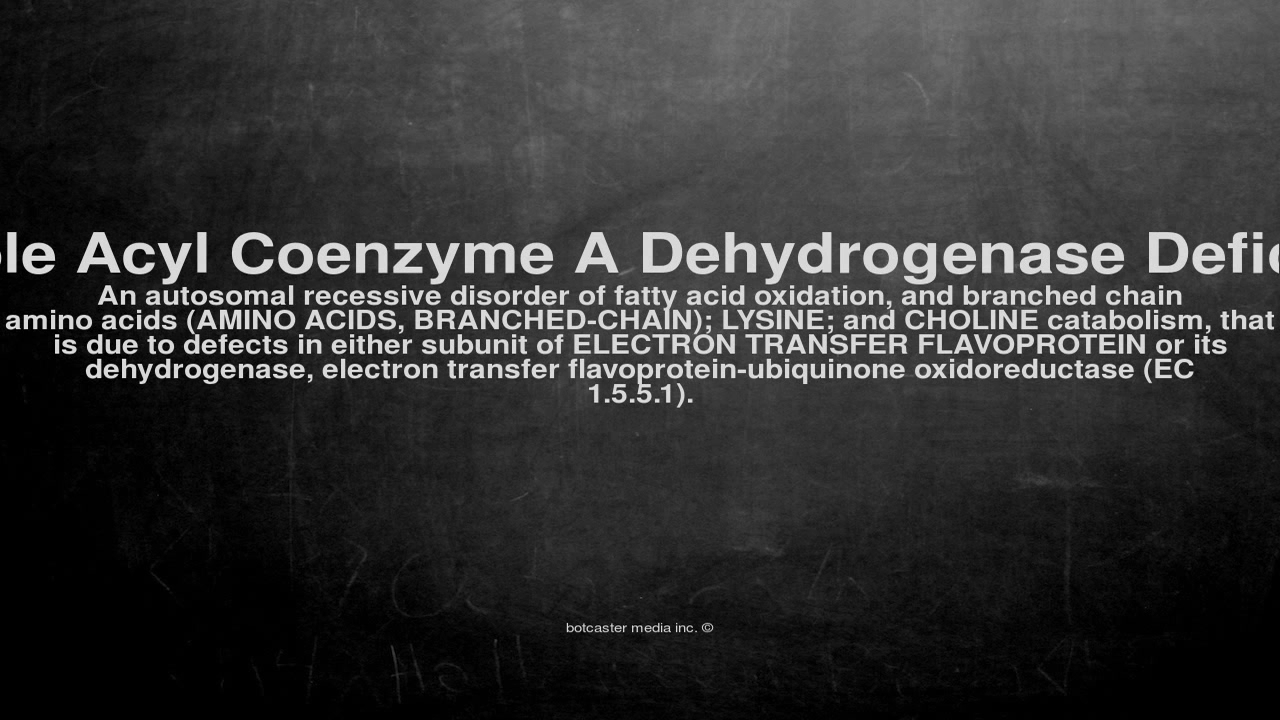 le Acyl Coenzyme A Dehydrogenase Defic
An autosomal recessive disorder of fatty acid oxidation, and branched chain
amino acids (AMINO ACIDS, BRANCHED-CHAIN); LYSINE; and CHOLINE catabolism, that
is due to defects in either subunit of ELECTRON TRANSFER FLAVOPROTEIN or its
dehydrogenase, electron transfer flavoprotein-ubiquinone oxidoreductase (EC
1.5.5.1).
botcaster media inc. ©